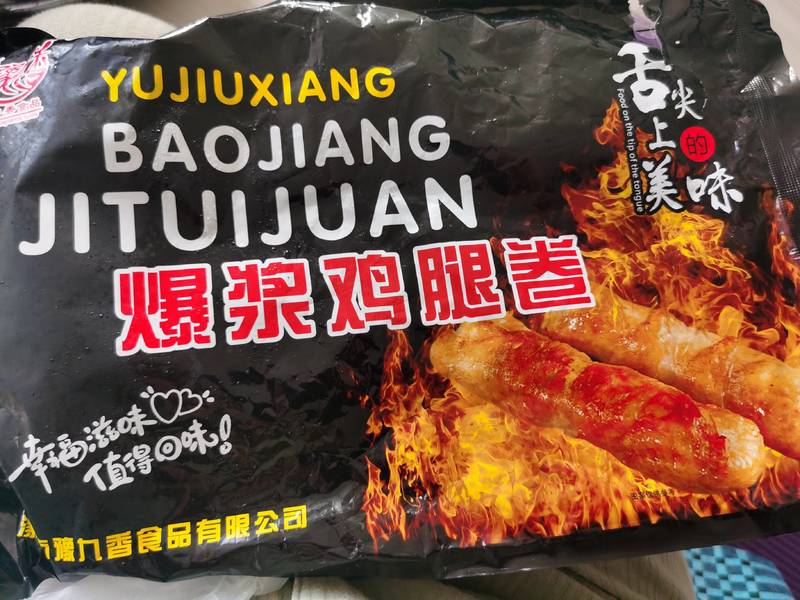 YUJIUXIANG
BAOJIANG
JITUIJUAN
爆浆鸡腿卷
舌尖上的美味
Food on the tip of the tongue
幸福滋味
值得回味!
豫九香食品有限公司